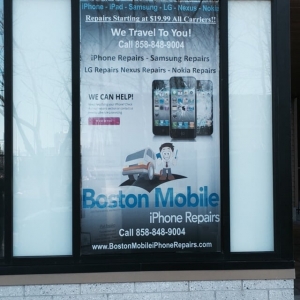 iPhone - iPad - Samsung - LG - Nexus - Nokia
Repairs Starting at $19.99 All Carriers!!
We Travel To You!
Call 858-848-9004
iPhone Repairs - Samsung Repairs
LG Repairs Nexus Repairs - Nokia Repairs
WE CAN HELP!
Boston Mobile
iPhone Repairs
Call 858-848-9004
www.BostonMobileiPhoneRepairs.com